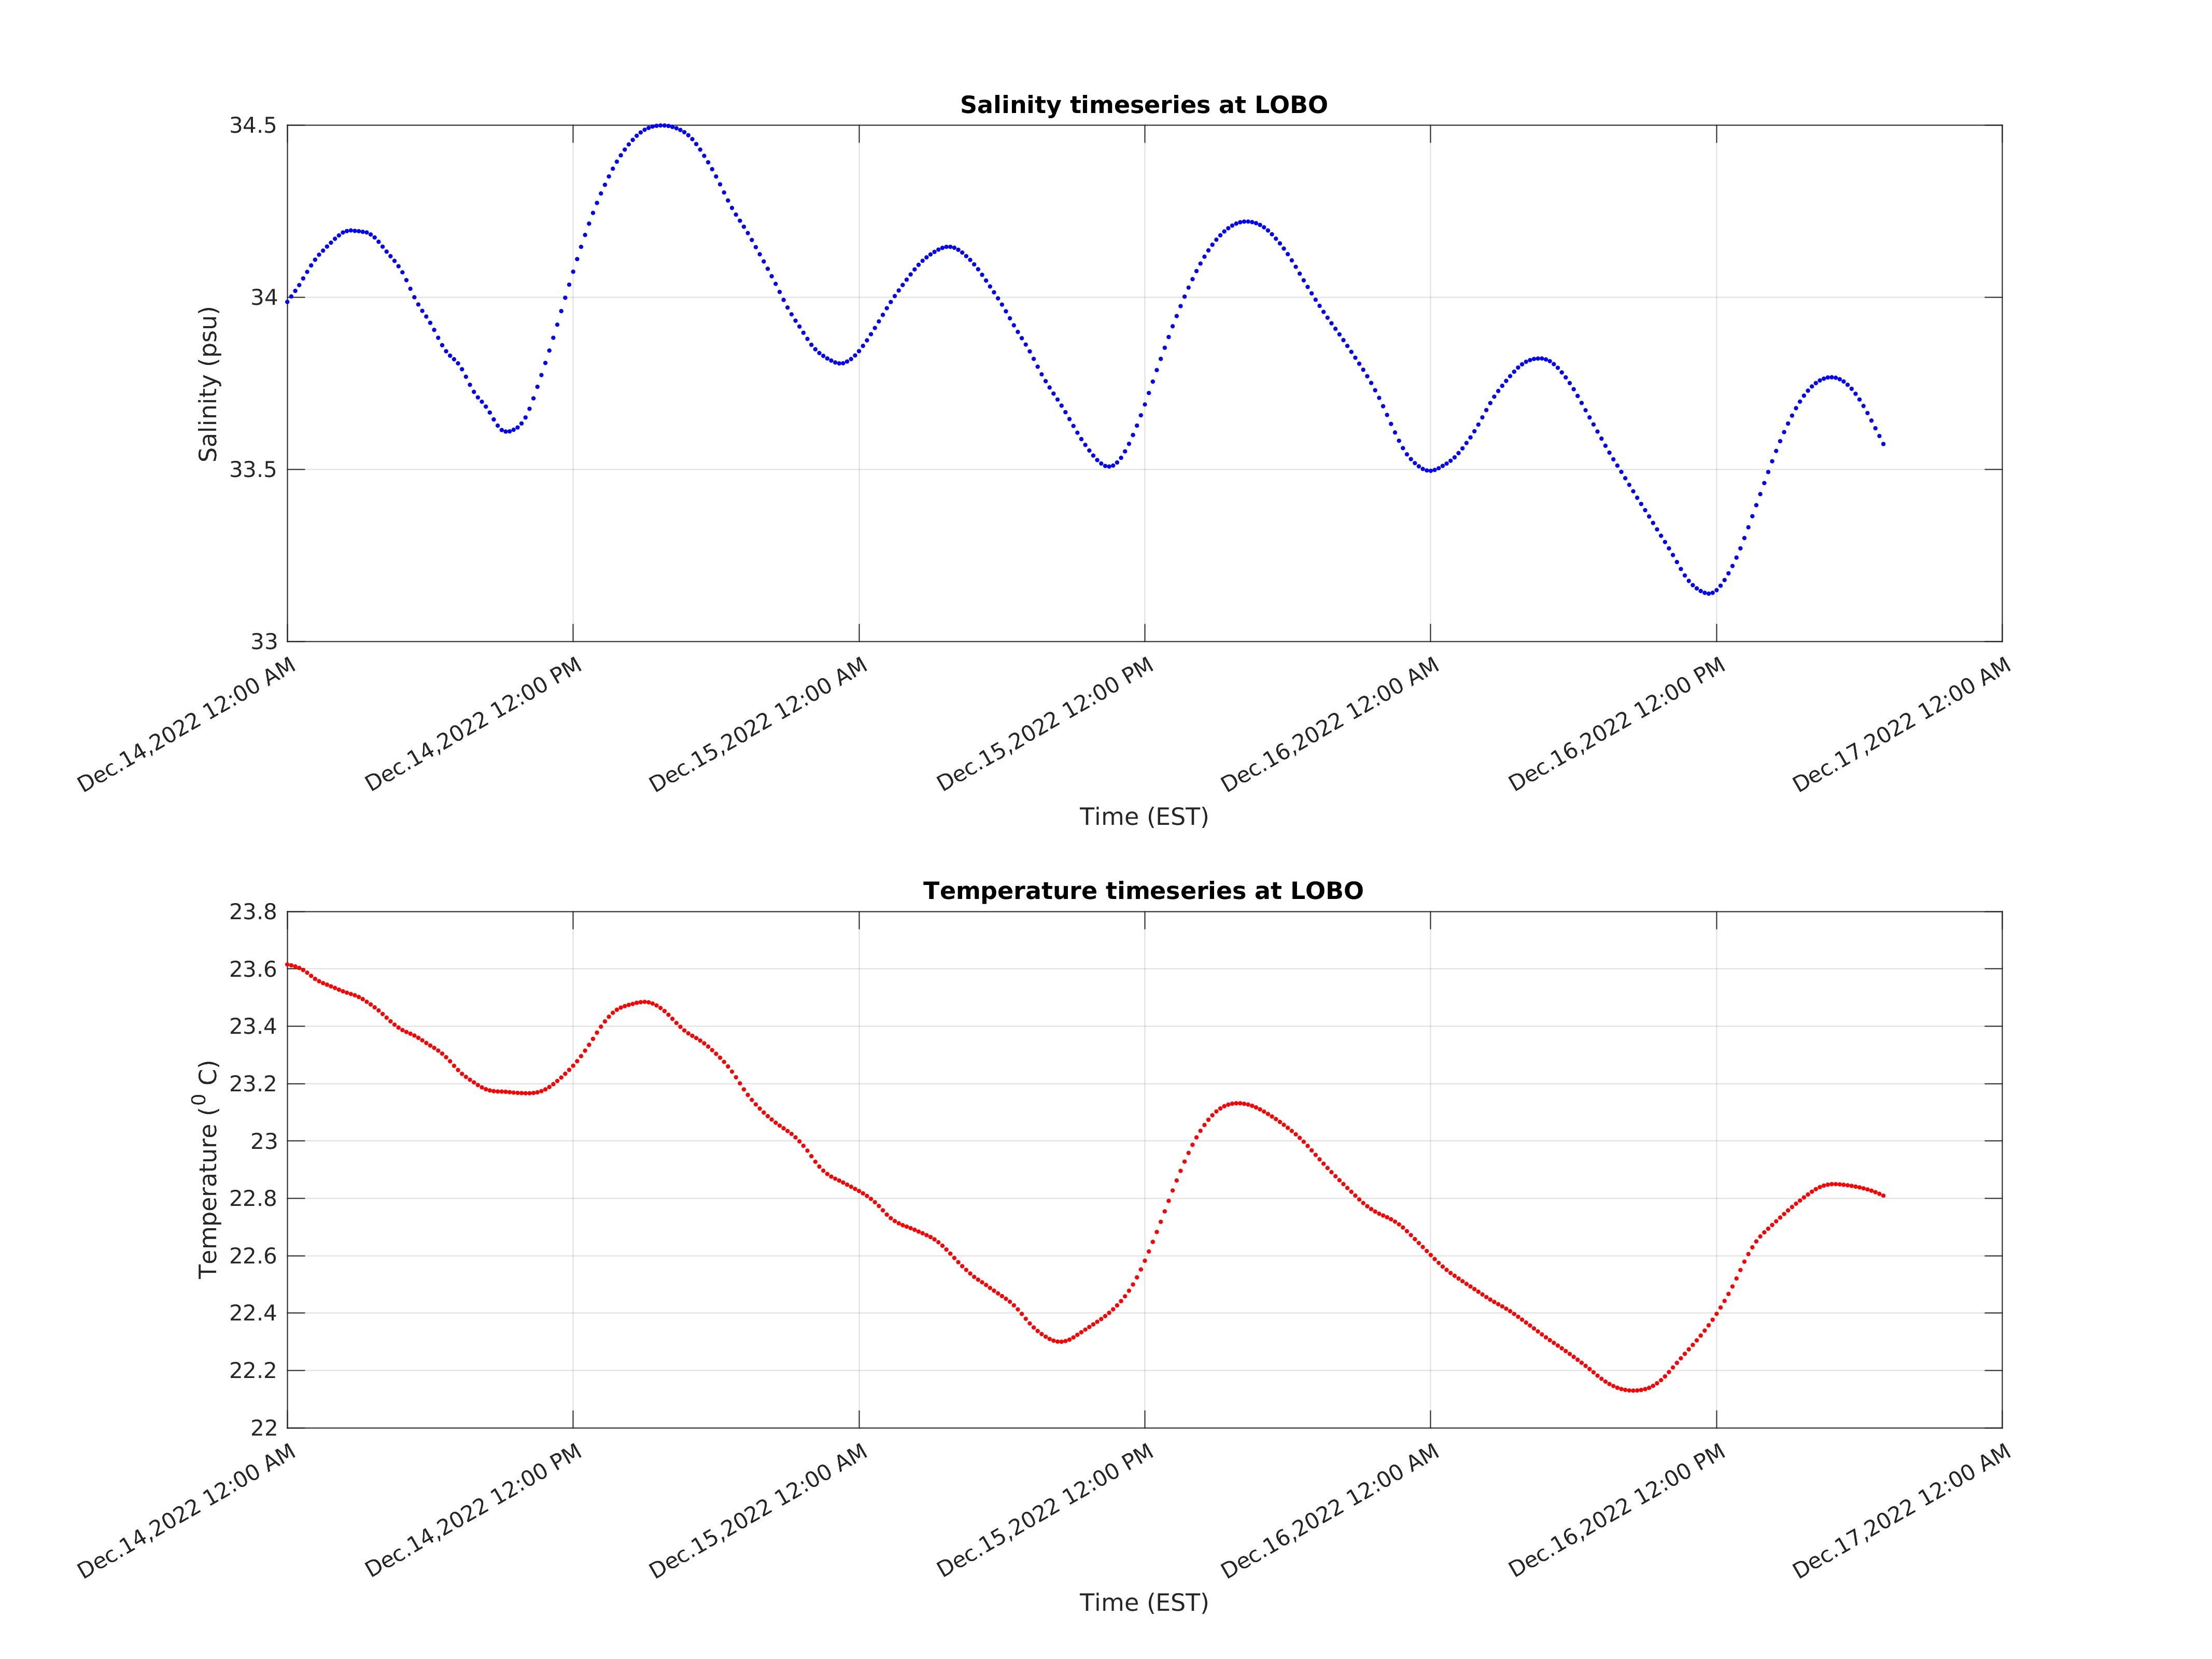 Salinity timeseries at LOBO
Salinity (psu)
34.5
34
33.5
33
Dec.14,2022 12:00 AM
Dec.14,2022 12:00 PM
Dec.15,2022 12:00 AM
Dec.15,2022 12:00 PM
Dec.16,2022 12:00 AM
Dec.16,2022 12:00 PM
Dec.17,2022 12:00 AM
Time (EST)
Temperature timeseries at LOBO
Temperature (⁰ C)
23.8
23.6
23.4
23.2
23
22.8
22.6
22.4
22.2
22
Dec.14,2022 12:00 AM
Dec.14,2022 12:00 PM
Dec.15,2022 12:00 AM
Dec.15,2022 12:00 PM
Dec.16,2022 12:00 AM
Dec.16,2022 12:00 PM
Dec.17,2022 12:00 AM
Time (EST)